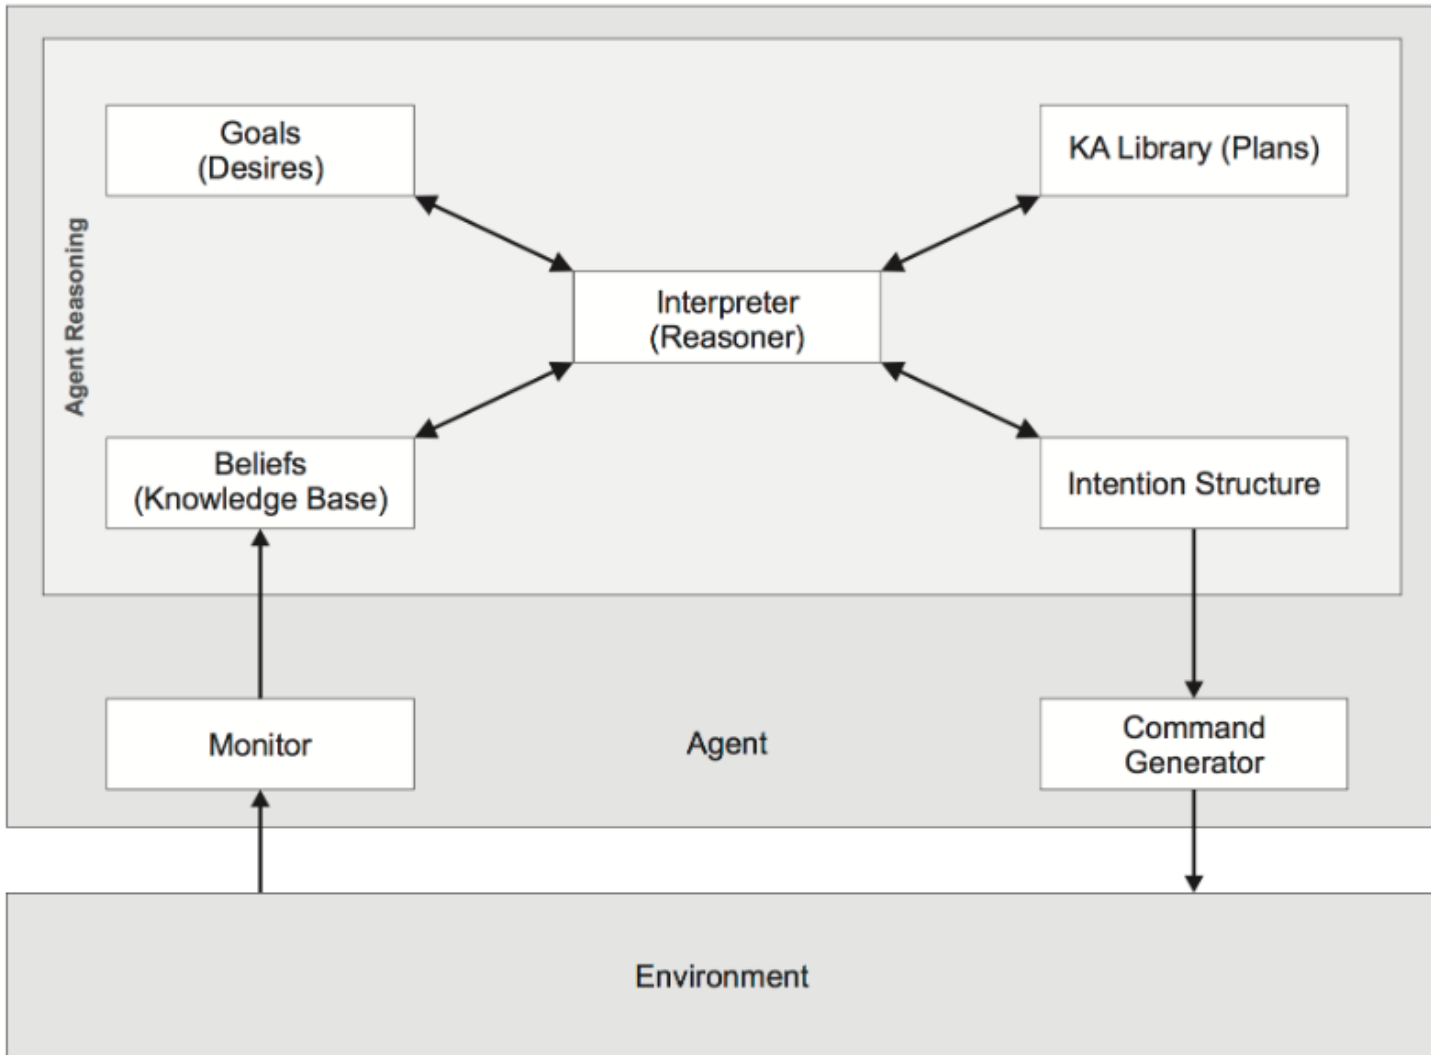 Goals
(Desires)
KA Library (Plans)
Agent Reasoning
Interpreter
(Reasoner)
Beliefs
(Knowledge Base)
Intention Structure
Monitor
Agent
Command
Generator
Environment